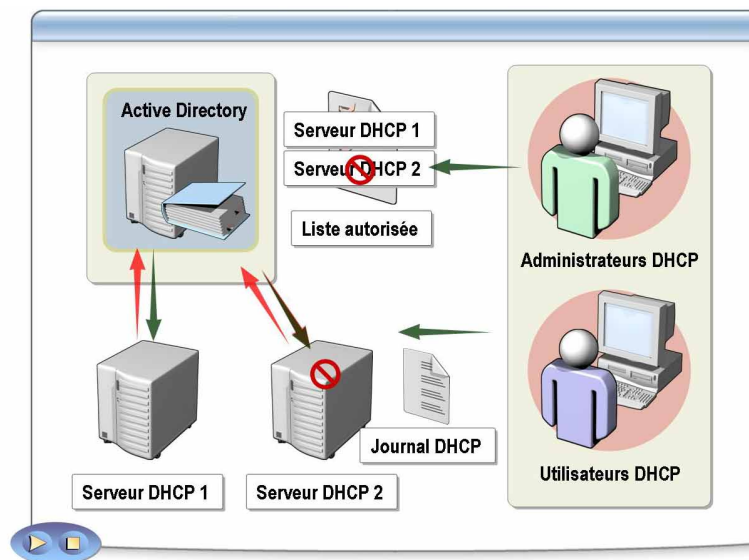 Active Directory
Serveur DHCP 1
Serveur DHCP 2
Liste autorisée
Administrateurs DHCP
Journal DHCP
Utilisateurs DHCP
Serveur DHCP 1
Serveur DHCP 2